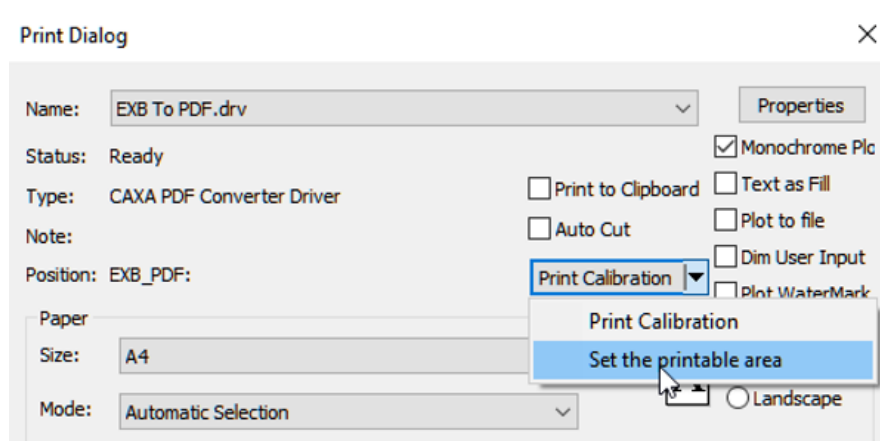 Print Dialog
Name: EXB To PDF.drv Properties
Status: Ready Monochrome Plo
Type: CAXA PDF Converter Driver Print to Clipboard Text as Fill
Note: Auto Cut Plot to file
Position: EXB_PDF: Print Calibration Dim User Input
Plot WaterMark
Paper Print Calibration
Size: A4 Set the printable area
Mode: Automatic Selection Landscape